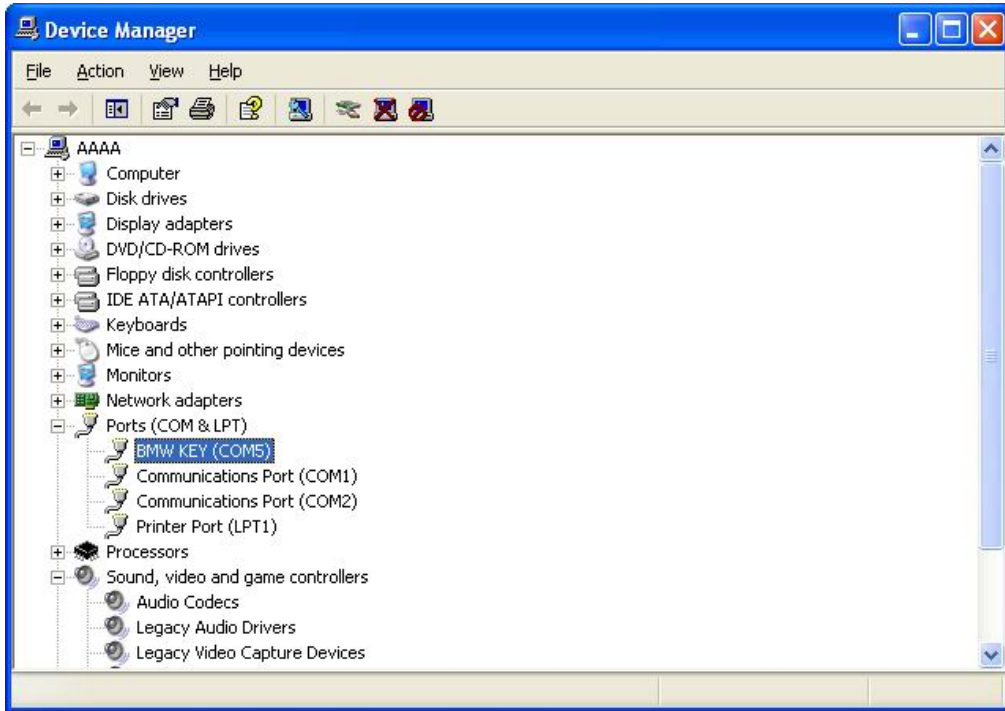 Device Manager
File Action View Help
AAAA
Computer
Disk drives
Display adapters
DVD/CD-ROM drives
Floppy disk controllers
IDE ATA/ATAPI controllers
Keyboards
Mice and other pointing devices
Monitors
Network adapters
Ports (COM & LPT)
BMW KEY (COM5)
Communications Port (COM1)
Communications Port (COM2)
Printer Port (LPT1)
Processors
Sound, video and game controllers
Audio Codecs
Legacy Audio Drivers
Legacy Video Capture Devices